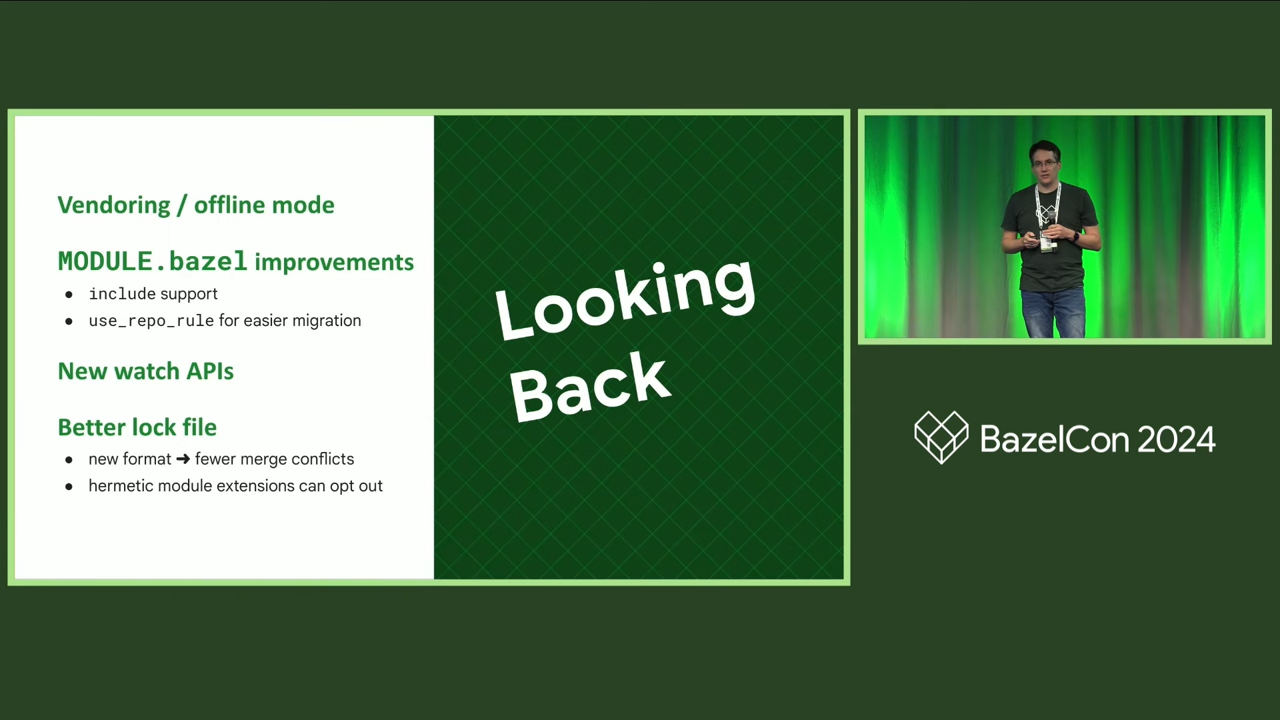 Vendoring / offline mode
MODULE.bazel improvements
● include support
● use_repo_rule for easier migration
New watch APIs
Better lock file
● new format ➜ fewer merge conflicts
● hermetic module extensions can opt out
Looking
Back
BazelCon 2024